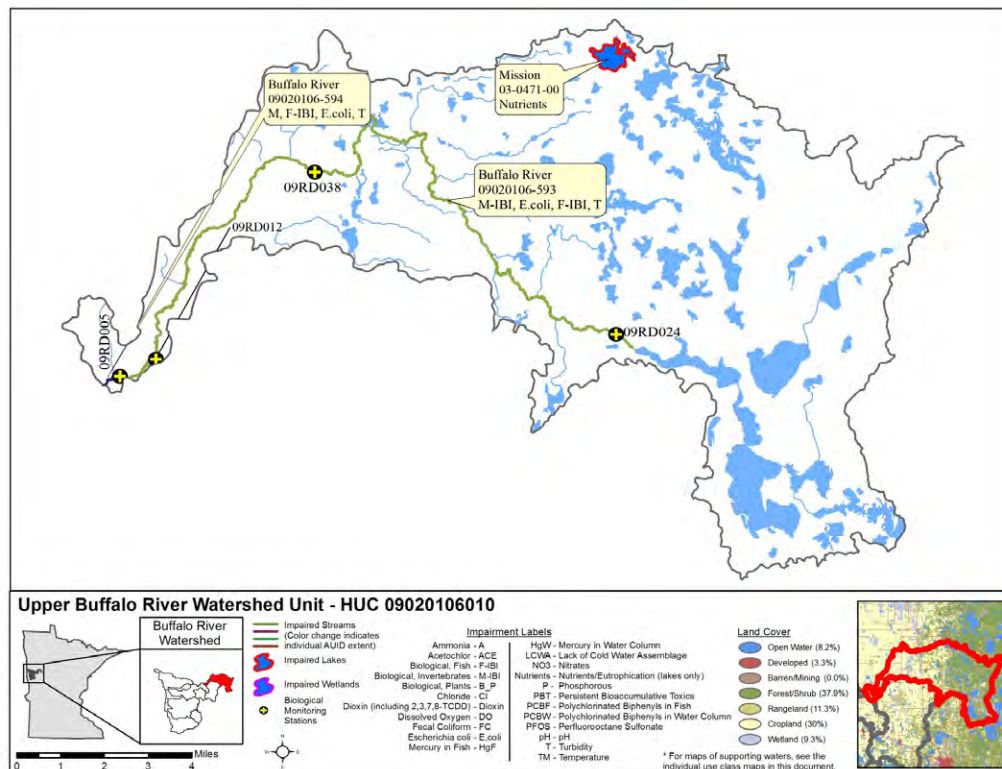 Mission
03-0471-00
Nutrients
Buffalo River
09020106-594
M, F-IBI, E.coli, T
09RD038
Buffalo River
09020106-593
M-IBI, E.coli, F-IBI, T
09RD012
09RD005
09RD024
Upper Buffalo River Watershed Unit - HUC 09020106010
Buffalo River
Watershed
0 1 2 3 4
Miles
Impaired Streams
(Color change indicates
individual AUID extent)
Impaired Lakes
Impaired Wetlands
Biological
Monitoring
Stations
N
W E
S
Impairment Labels
Ammonia - A
Acetochlor - ACE
Biological, Fish - F-IBI
Biological, Invertebrates - M-IBI
Biological, Plants - B_P
Chloride - Cl
Dioxin (including 2,3,7,8-TCDD) - Dioxin
Dissolved Oxygen - DO
Fecal Coliform - FC
Escherichia coli - E.coli
Mercury in Fish - HgF
HgW - Mercury in Water Column
LCWA - Lack of Cold Water Assemblage
NO3 - Nitrates
Nutrients - Nutrients/Eutrophication (lakes only)
P - Phosphorous
PBT - Persistent Bioaccumulative Toxics
PCBF - Polychlorinated Biphenyls in Fish
PCBW - Polychlorinated Biphenyls in Water Column
PFOS - Perfluorooctane Sulfonate
pH - pH
T - Turbidity
TM - Temperature
Land Cover
Open Water (8.2%)
Developed (3.3%)
Barren/Mining (0.0%)
Forest/Shrub (37.9%)
Rangeland (11.3%)
Cropland (30%)
Wetland (9.3%)
* For maps of supporting waters, see the
individual use class maps in this document.